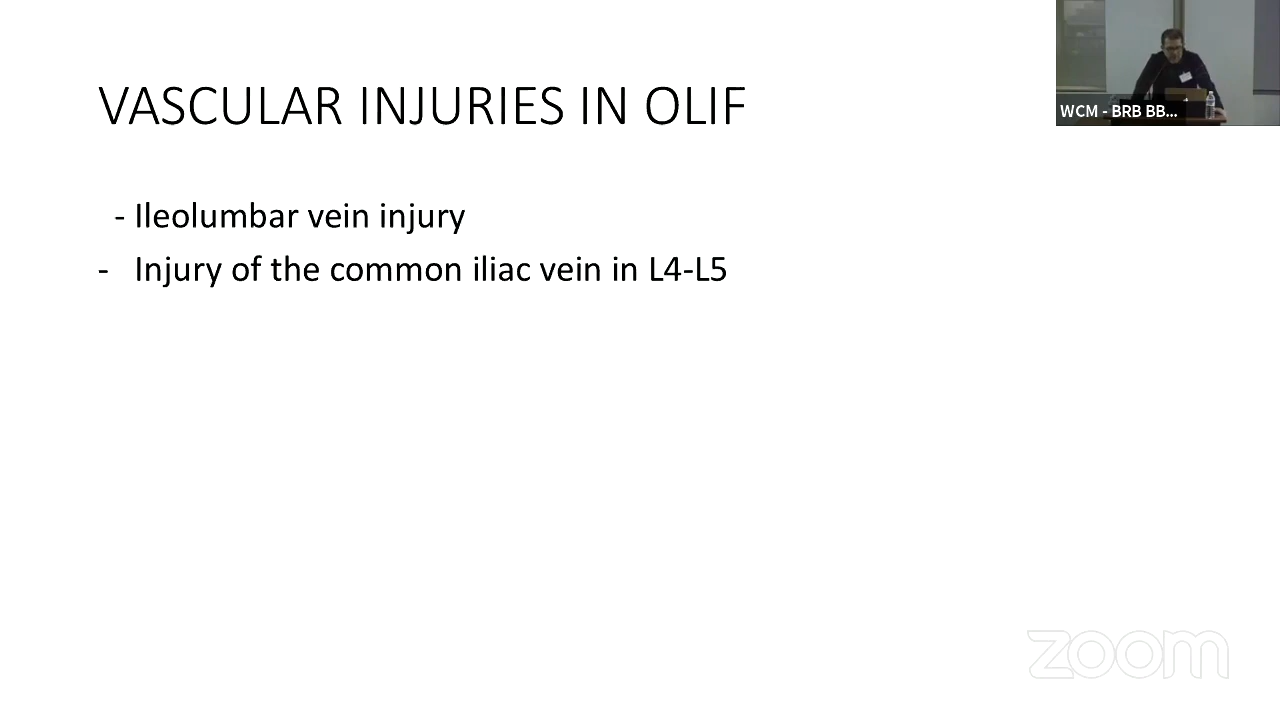 VASCULAR INJURIES IN OLIF
WCM - BRB BB...
- Ileolumbar vein injury
- Injury of the common iliac vein in L4-L5
zoom